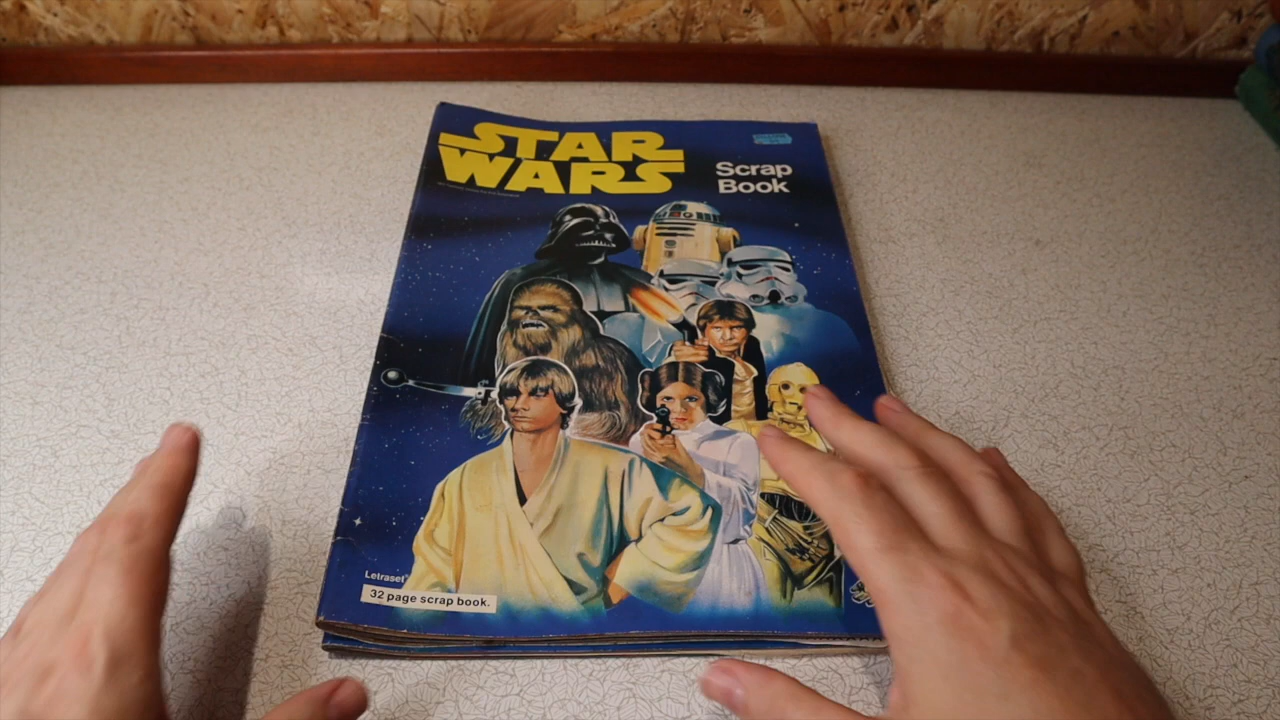 STAR
WARS
Scrap
Book
Letraset
32 page scrap book.